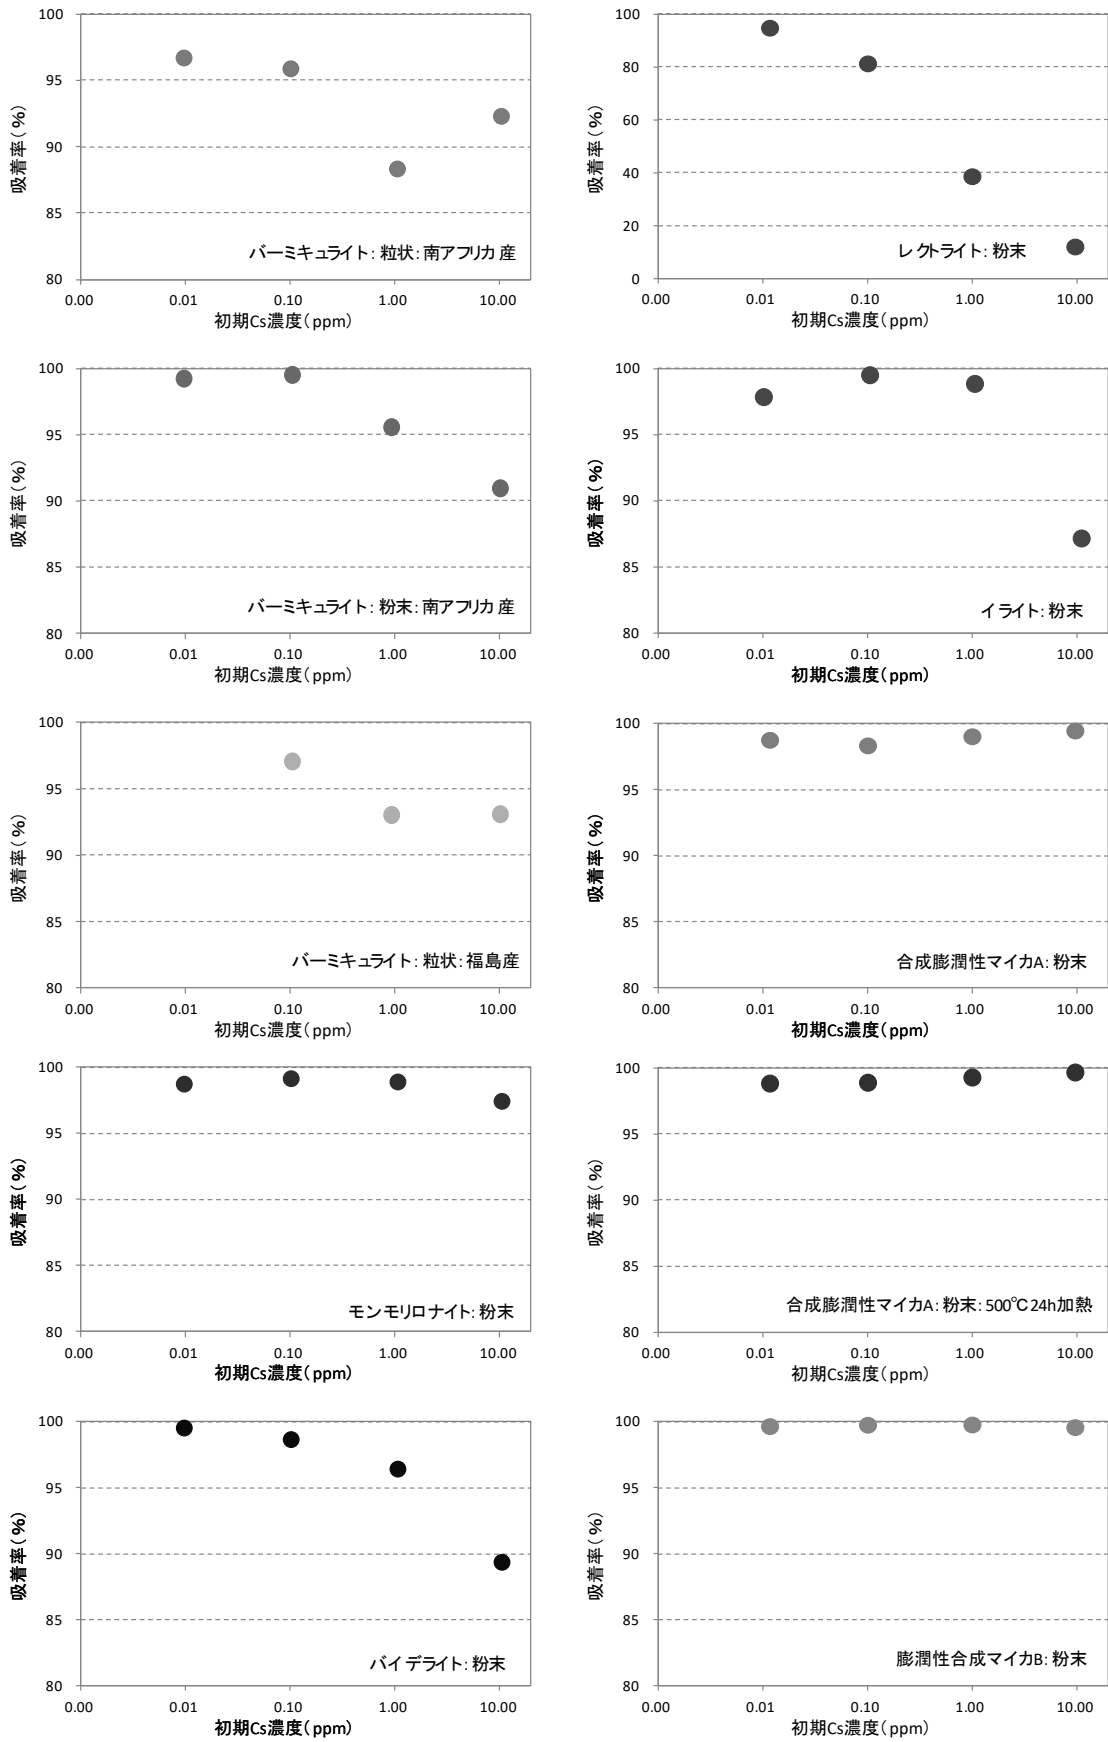 100
95
90
85
80
吸着率(%)
バーミキュライト:粒状:南アフリカ産
0.00 0.01 0.10 1.00 10.00
初期Cs濃度(ppm)
100
80
60
40
20
0
吸着率(%)
レクトライト:粉末
0.00 0.01 0.10 1.00 10.00
初期Cs濃度(ppm)
100
95
90
85
80
吸着率(%)
バーミキュライト:粉末:南アフリカ産
0.00 0.01 0.10 1.00 10.00
初期Cs濃度(ppm)
100
95
90
85
80
吸着率(%)
イライト:粉末
0.00 0.01 0.10 1.00 10.00
初期Cs濃度(ppm)
100
95
90
85
80
吸着率(%)
バーミキュライト:粒状:福島産
0.00 0.01 0.10 1.00 10.00
初期Cs濃度(ppm)
100
95
90
85
80
吸着率(%)
合成膨潤性マイカA:粉末
0.00 0.01 0.10 1.00 10.00
初期Cs濃度(ppm)
100
95
90
85
80
吸着率(%)
モンモリロナイト:粉末
0.00 0.01 0.10 1.00 10.00
初期Cs濃度(ppm)
100
95
90
85
80
吸着率(%)
合成膨潤性マイカA:粉末:500℃24h加熱
0.00 0.01 0.10 1.00 10.00
初期Cs濃度(ppm)
100
95
90
85
80
吸着率(%)
バイデライト:粉末
0.00 0.01 0.10 1.00 10.00
初期Cs濃度(ppm)
100
95
90
85
80
吸着率(%)
膨潤性合成マイカB:粉末
0.00 0.01 0.10 1.00 10.00
初期Cs濃度(ppm)